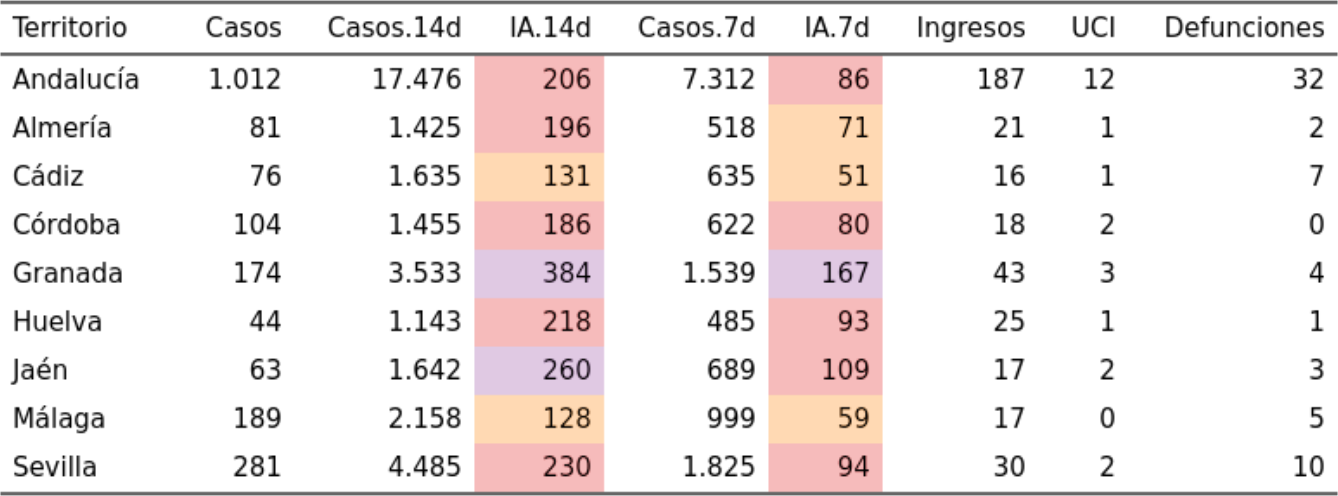 Territorio Casos Casos.14d IA.14d Casos.7d IA.7d Ingresos UCI Defunciones
Andalucía 1.012 17.476 206 7.312 86 187 12 32
Almería 81 1.425 196 518 71 21 1 2
Cádiz 76 1.635 131 635 51 16 1 7
Córdoba 104 1.455 186 622 80 18 2 0
Granada 174 3.533 384 1.539 167 43 3 4
Huelva 44 1.143 218 485 93 25 1 1
Jaén 63 1.642 260 689 109 17 2 3
Málaga 189 2.158 128 999 59 17 0 5
Sevilla 281 4.485 230 1.825 94 30 2 10